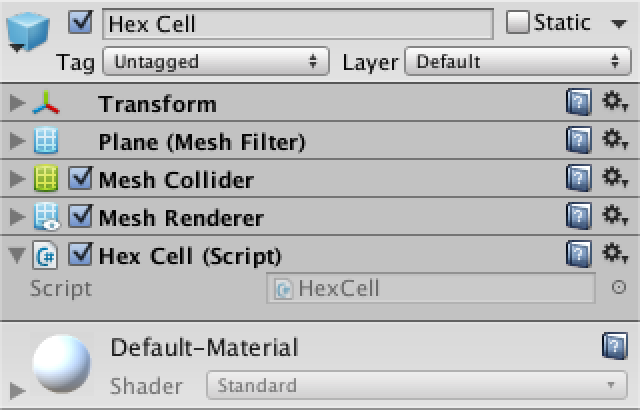 Hex Cell Static
Tag Untagged Layer Default
Transform
Plane (Mesh Filter)
Mesh Collider
Mesh Renderer
C# Hex Cell (Script)
Script C# HexCell
Default-Material
Shader Standard